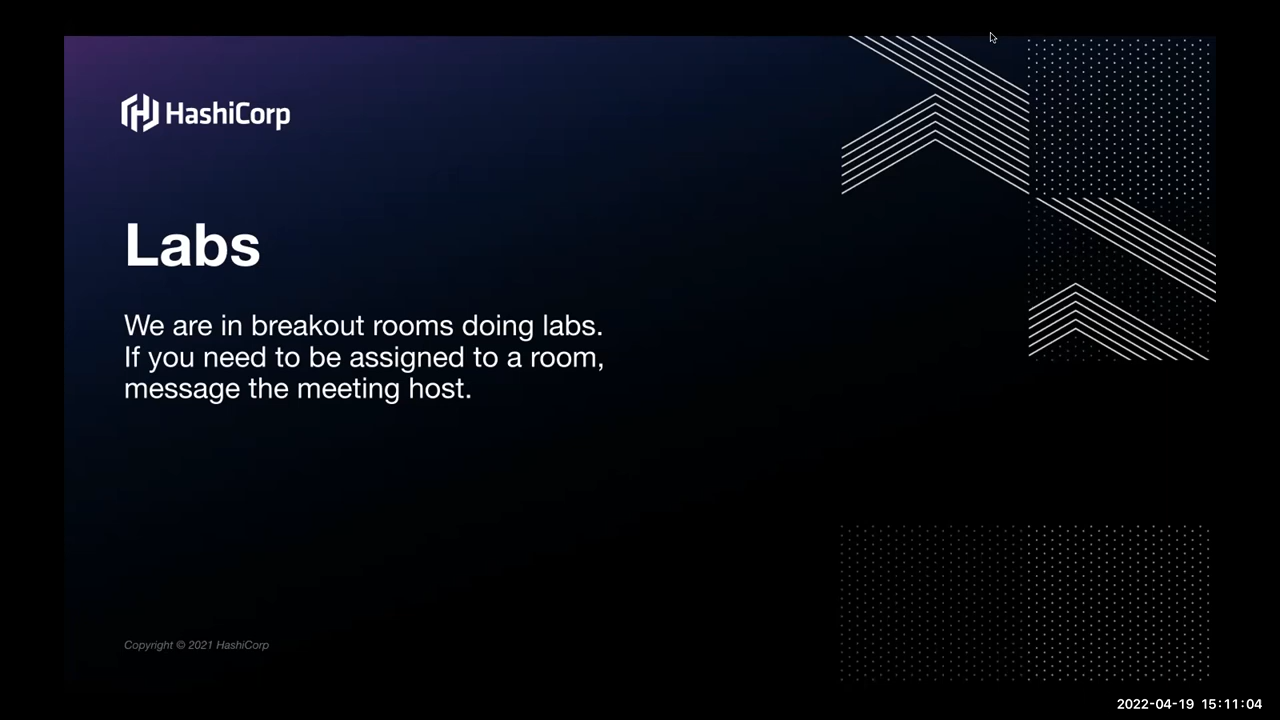 HashiCorp
Labs
We are in breakout rooms doing labs.
If you need to be assigned to a room,
message the meeting host.
Copyright © 2021 HashiCorp
2022-04-19 15:11:04